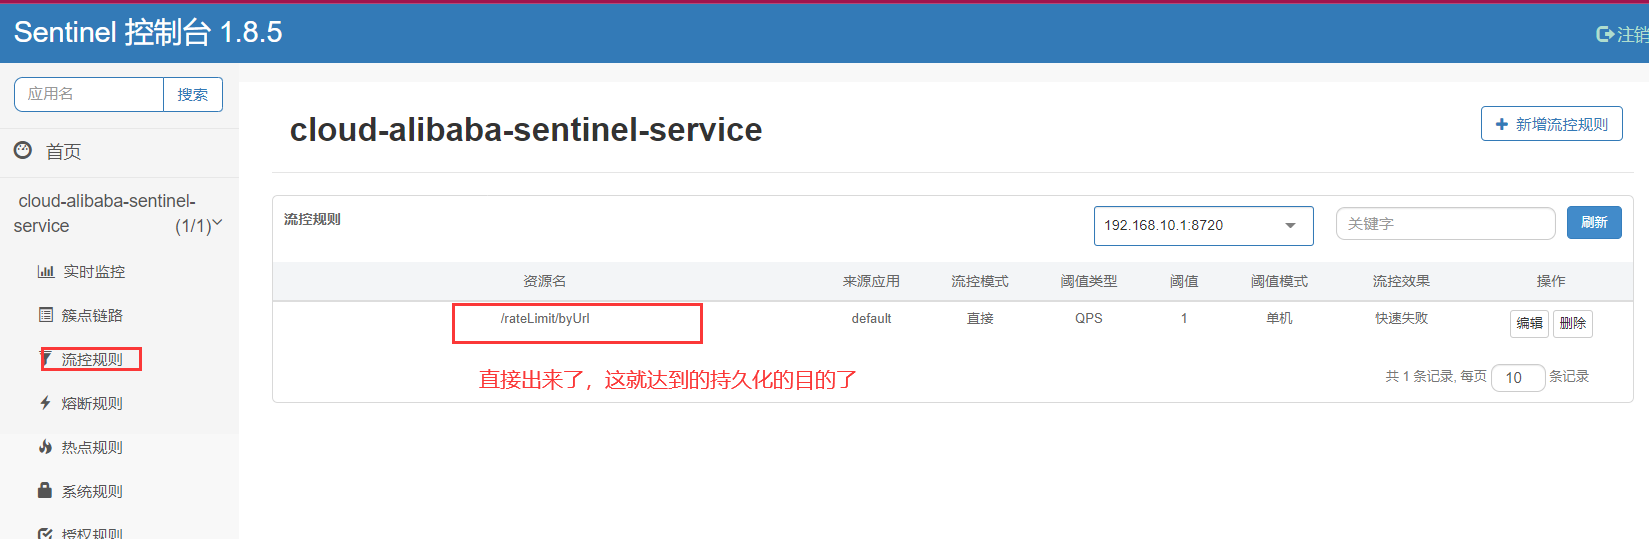 Sentinel 控制台 1.8.5
注销
应用名
搜索
首页
cloud-alibaba-sentinel-
service (1/1)
实时监控
簇点链路
流控规则
熔断规则
热点规则
系统规则
授权规则
cloud-alibaba-sentinel-service
新增流控规则
流控规则
192.168.10.1:8720
关键字
刷新
资源名 来源应用 流控模式 阈值类型 阈值 阈值模式 流控效果 操作
/rateLimit/byUrl default 直接 QPS 1 单机 快速失败 编辑 删除
直接出来了，这就达到的持久化的目的了
共 1 条记录, 每页 10 条记录